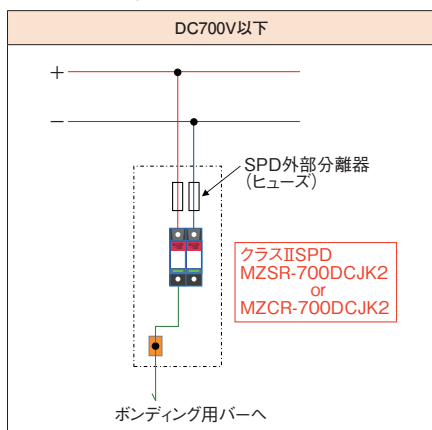 DC700V以下
+
−
SPD外部分離器
(ヒューズ)
クラスⅡSPD
MZSR-700DCJK2
or
MZCR-700DCJK2
ボンディング用バーへ